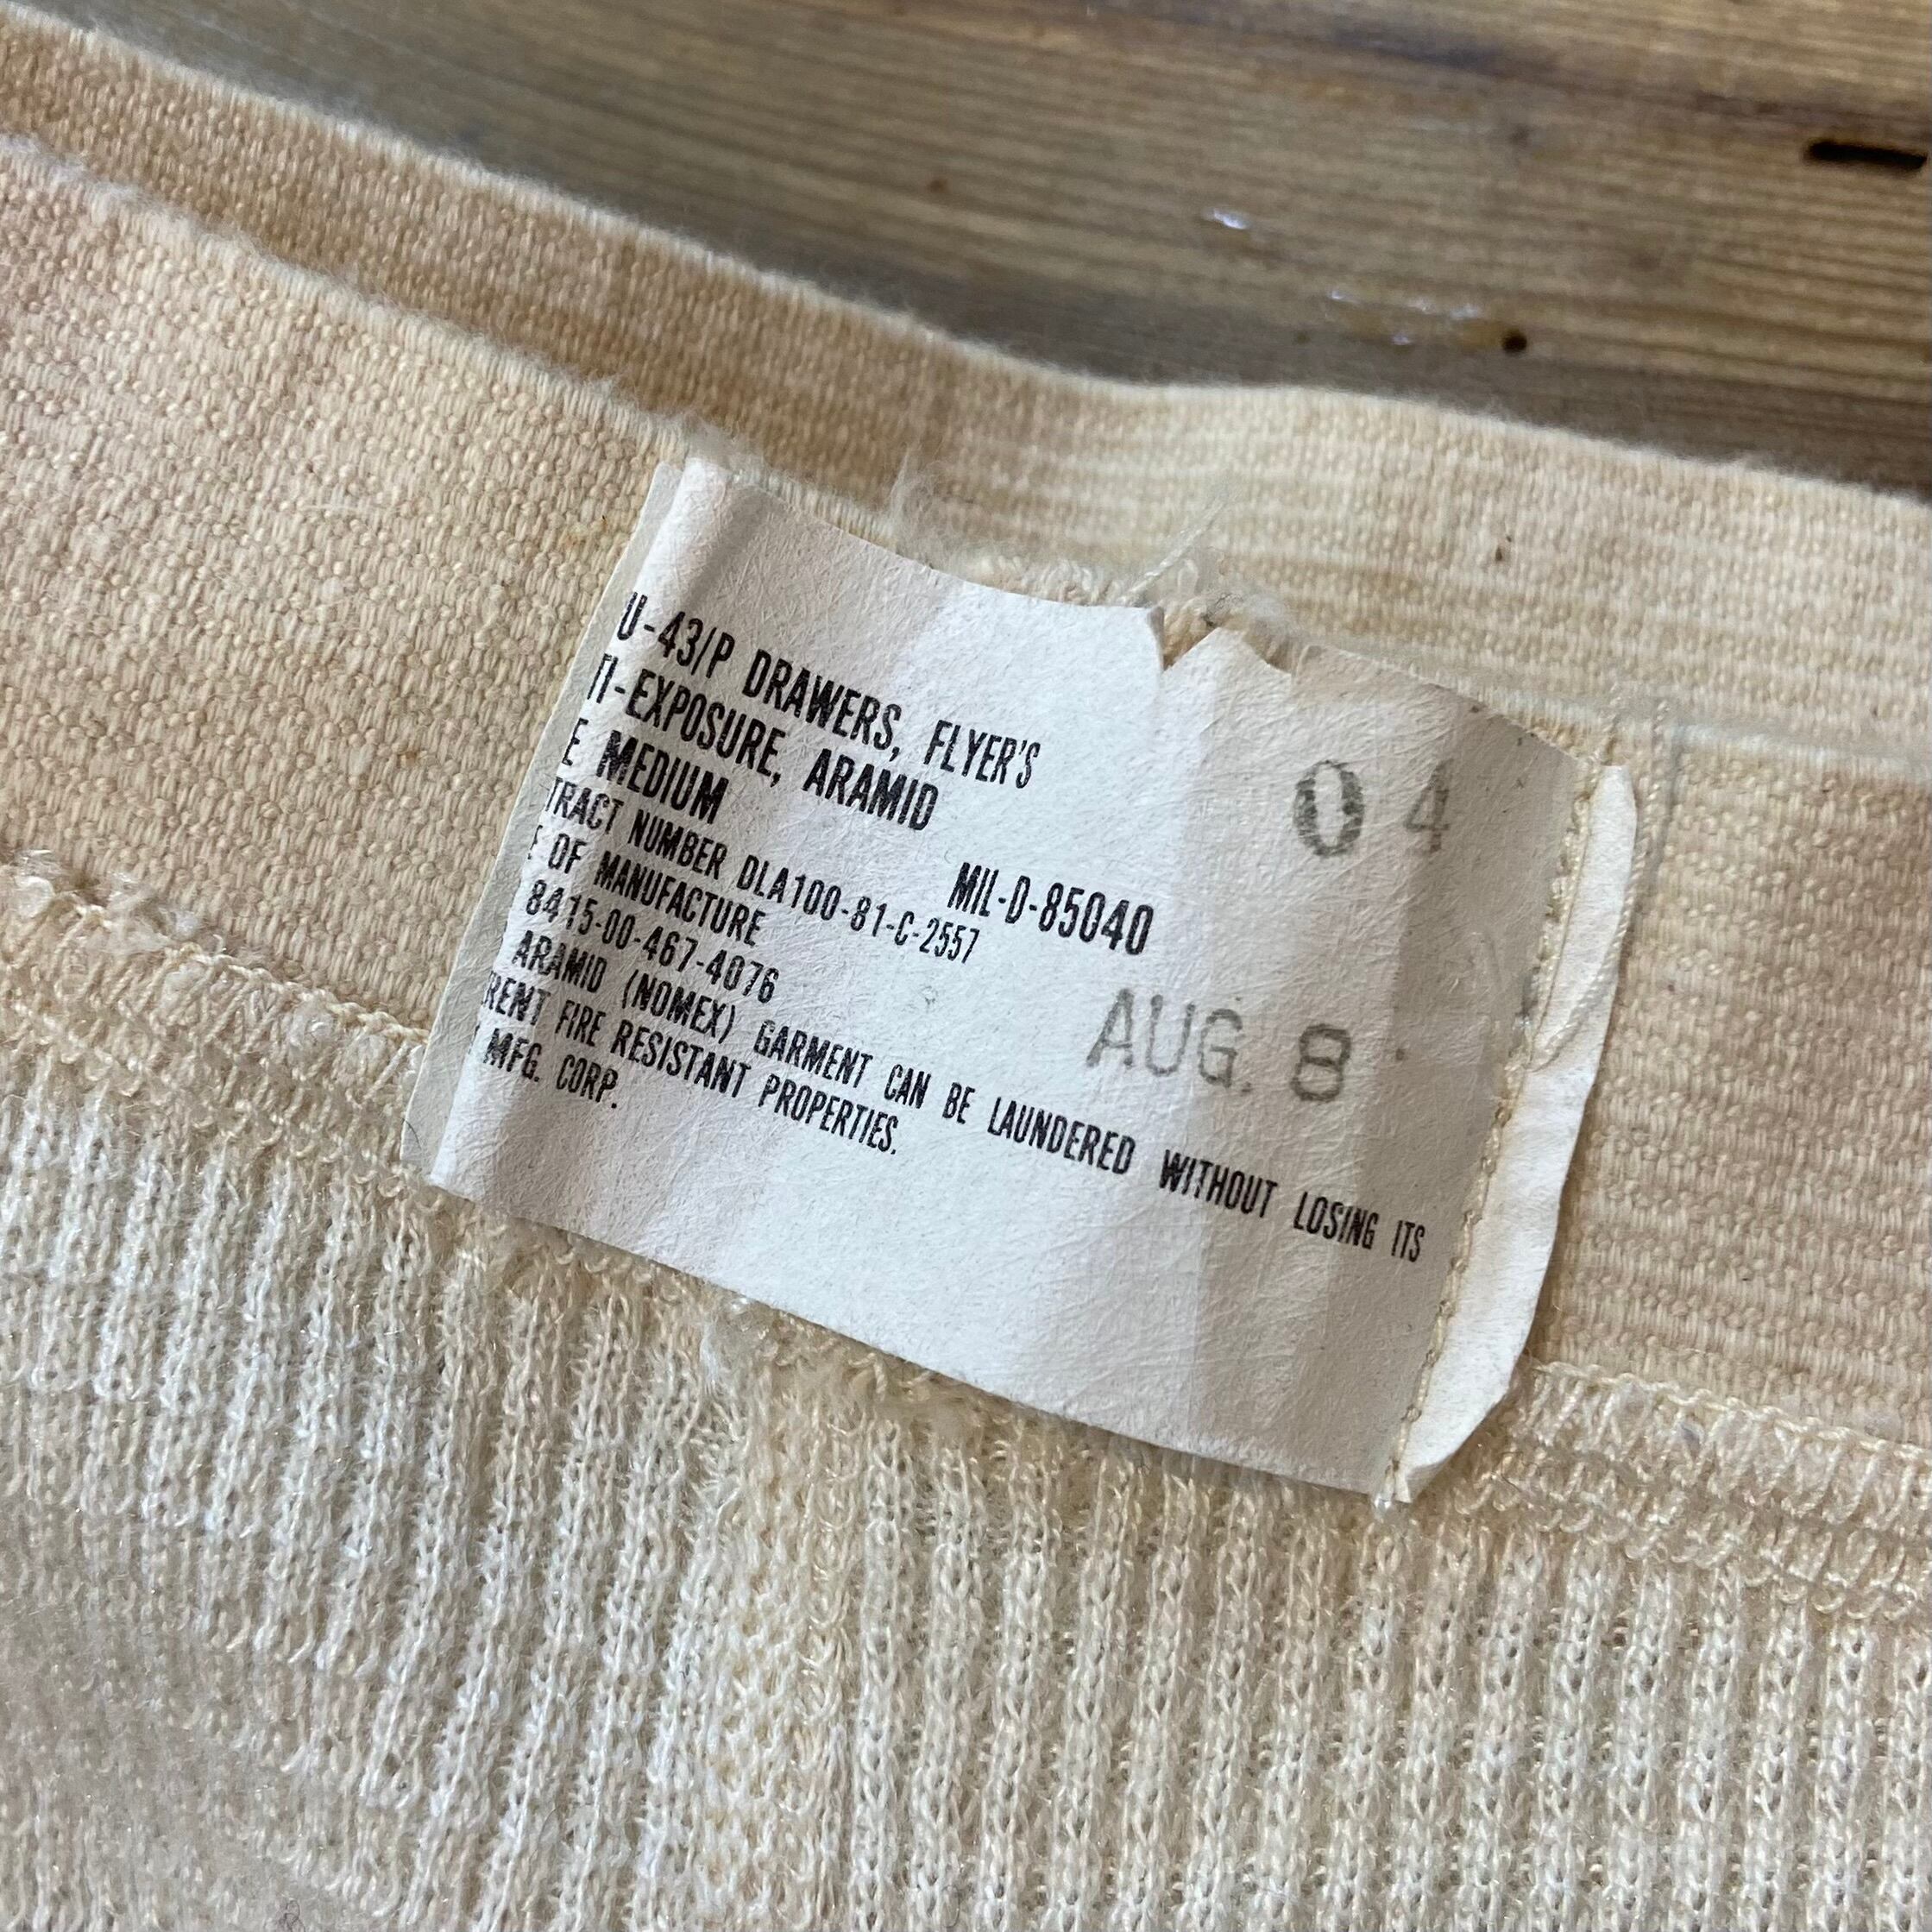 U-43/P DRAWERS, FLYER'S
TI-EXPOSURE, ARAMID
E MEDIUM
04
MIL-D-85040
TRACT NUMBER DLA100-81-C-2557
E OF MANUFACTURE
AUG. 8
8415-00-467-4076
ARAMID (NOMEX) GARMENT CAN BE LAUNDERED WITHOUT LOSING ITS
RENT FIRE RESISTANT PROPERTIES.
MFG. CORP.